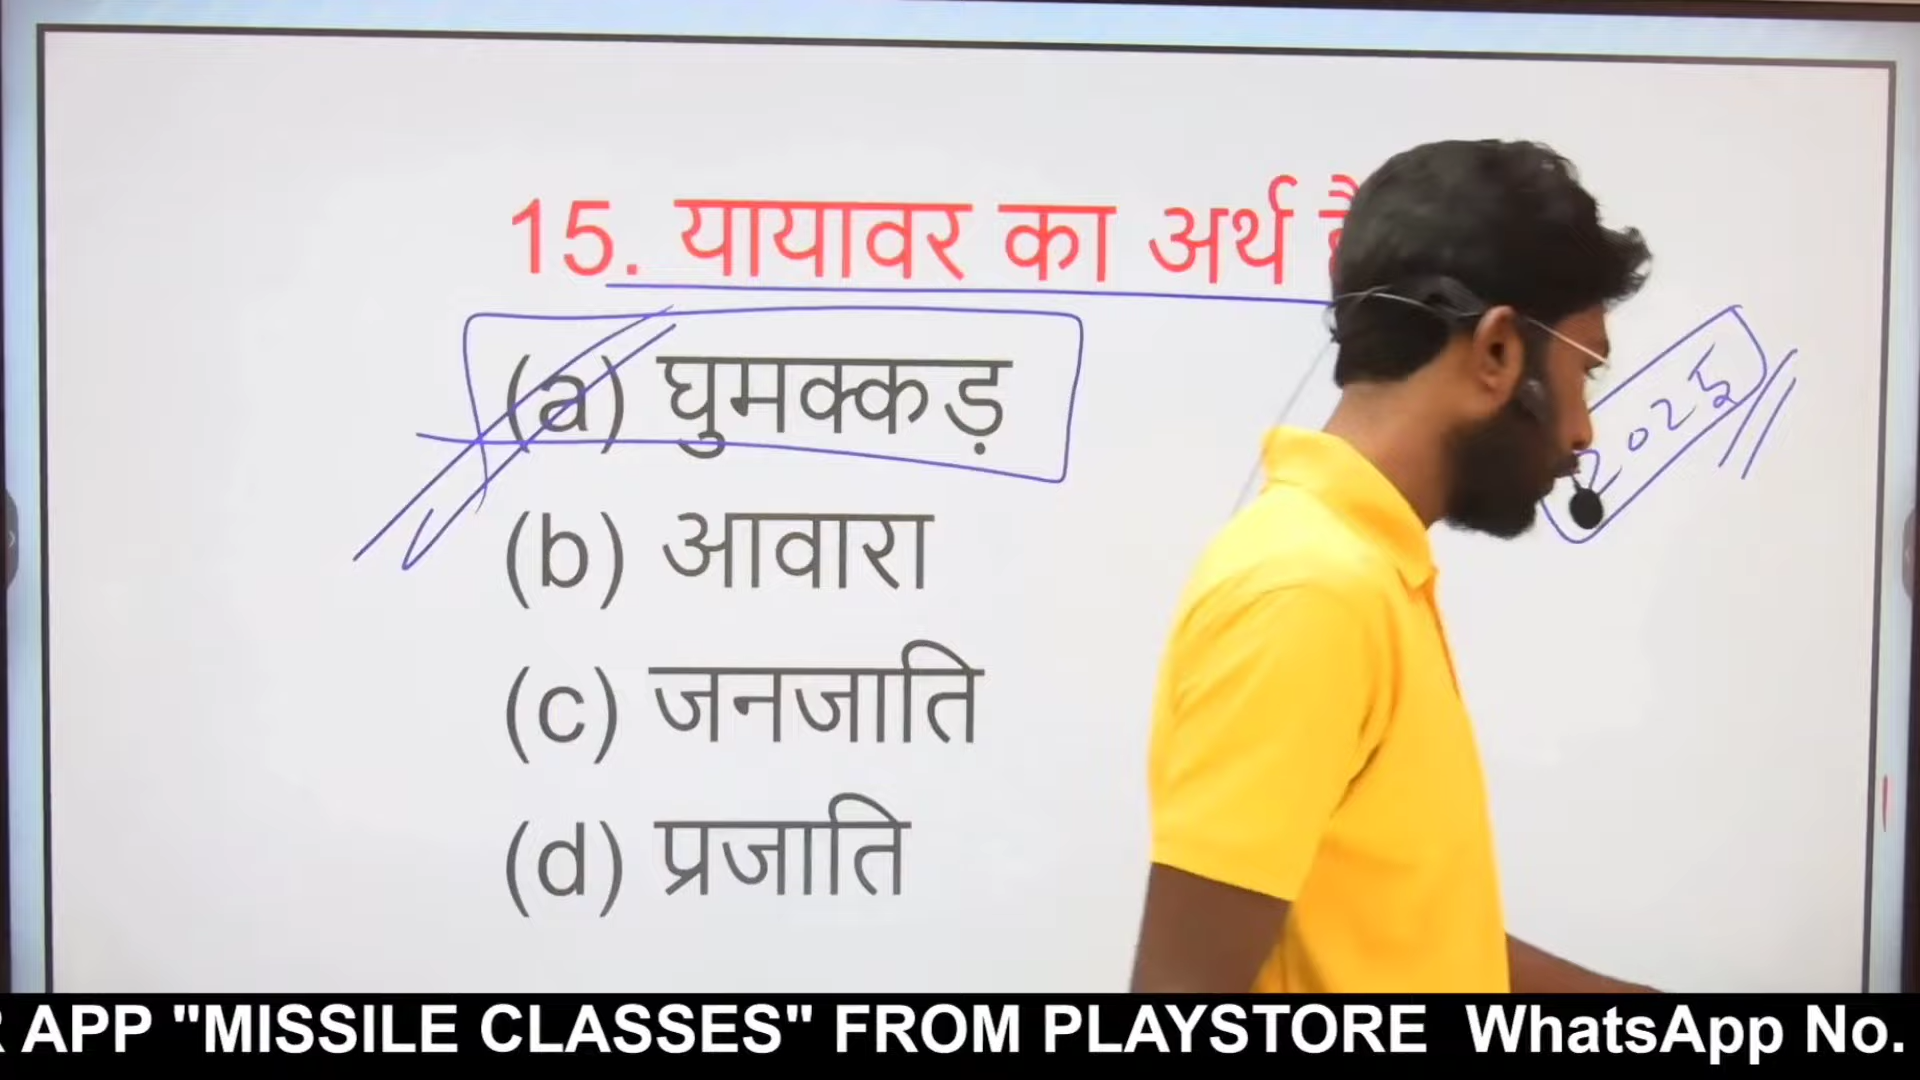 15. यायावर का अर्थ है
(a) घुमक्कड़
2025
(b) आवारा
(c) जनजाति
(d) प्रजाति
APP "MISSILE CLASSES" FROM PLAYSTORE WhatsApp No.